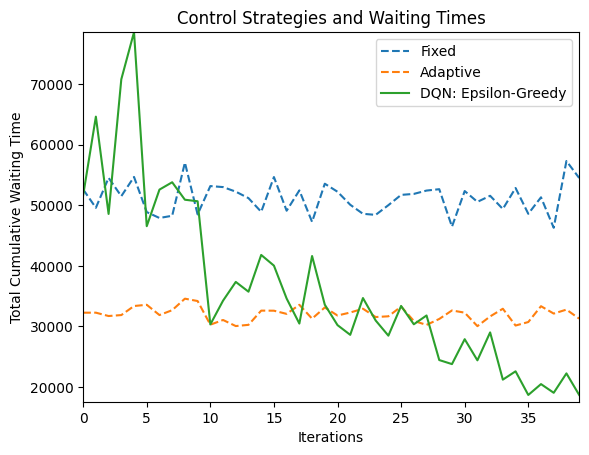 Control Strategies and Waiting Times
Fixed
Adaptive
DQN: Epsilon-Greedy
Total Cumulative Waiting Time
70000
60000
50000
40000
30000
20000
0 5 10 15 20 25 30 35
Iterations